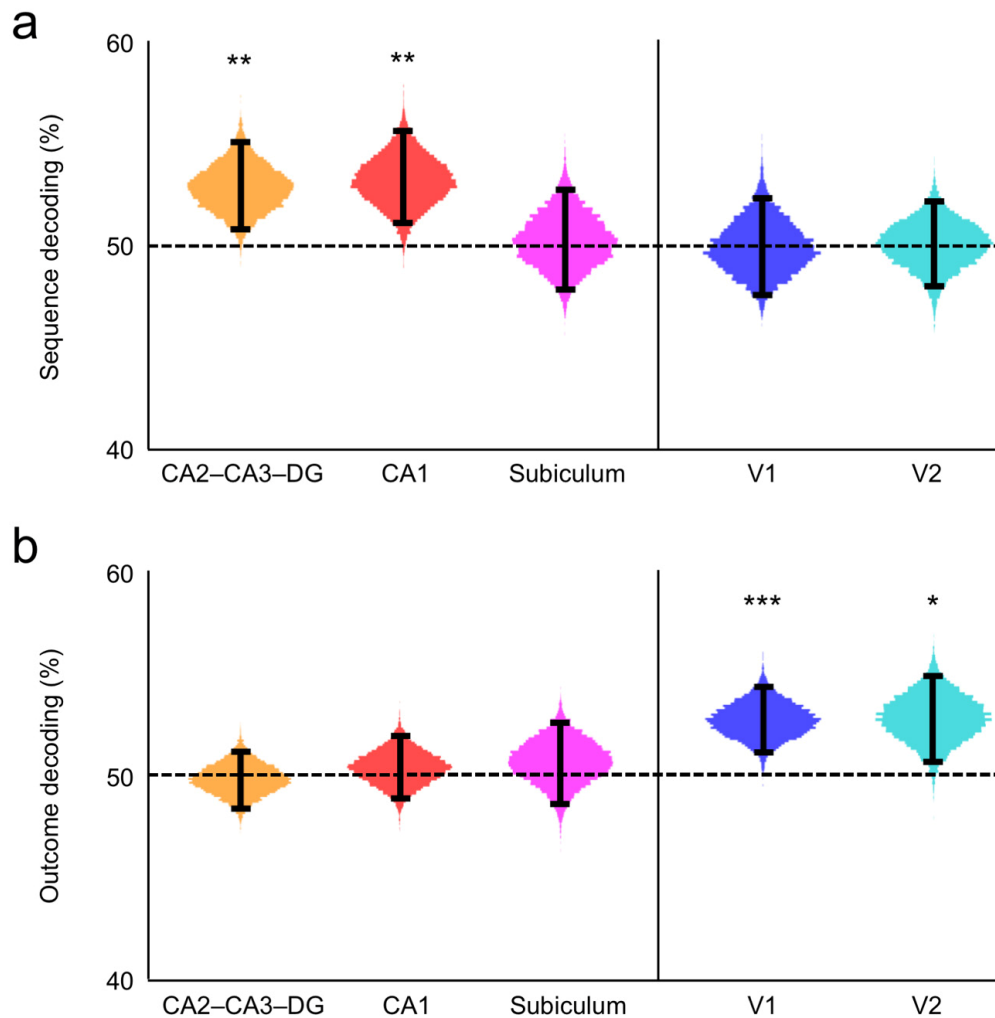 a
60
** **
Sequence decoding (%)
50
40
CA2–CA3–DG CA1 Subiculum V1 V2
b
60
*** *
Outcome decoding (%)
50
40
CA2–CA3–DG CA1 Subiculum V1 V2